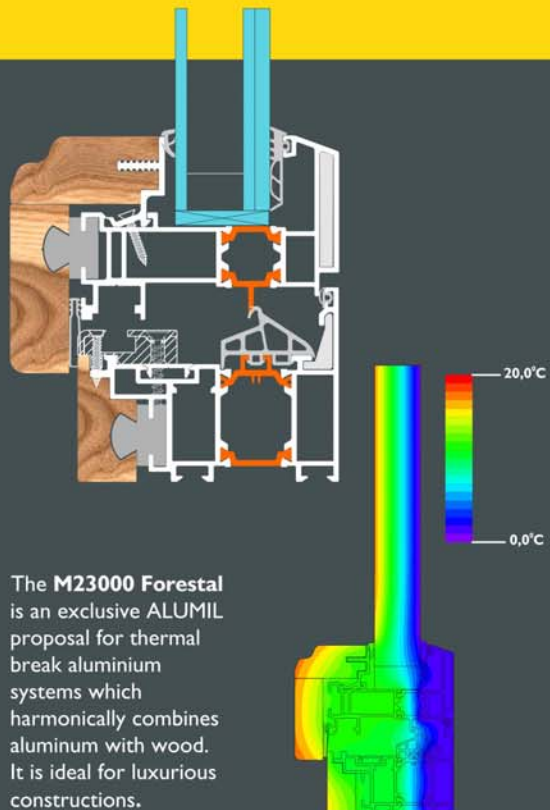 20,0°C
0,0°C
The M23000 Forestal
is an exclusive ALUMIL
proposal for thermal
break aluminium
systems which
harmonically combines
aluminum with wood.
It is ideal for luxurious
constructions.